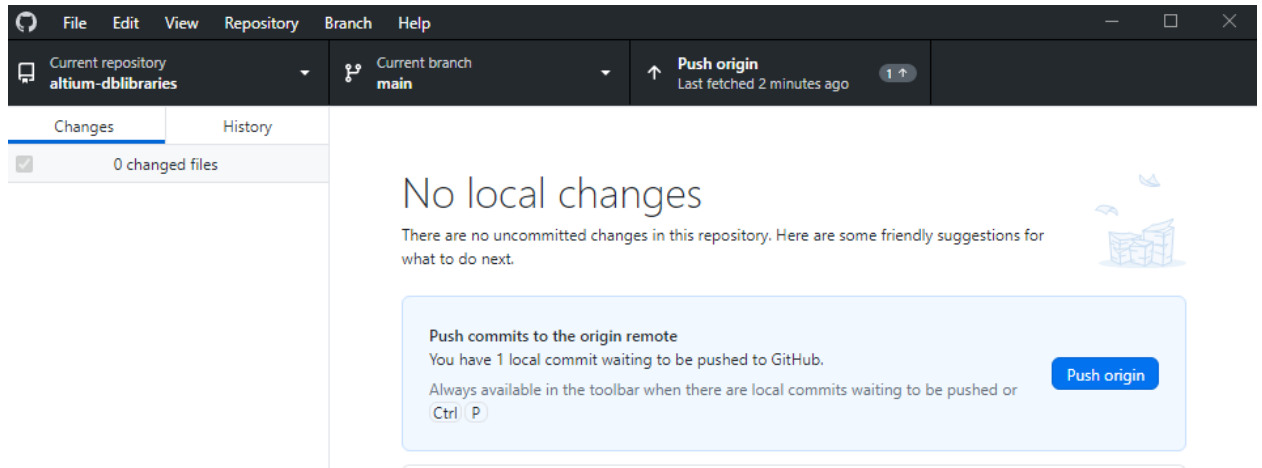 File Edit View Repository Branch Help
Current repository
altium-dblibraries
Current branch
main
Push origin
Last fetched 2 minutes ago
1↑
Changes History
0 changed files
No local changes
There are no uncommitted changes in this repository. Here are some friendly suggestions for
what to do next.
Push commits to the origin remote
You have 1 local commit waiting to be pushed to GitHub.
Always available in the toolbar when there are local commits waiting to be pushed or
Ctrl P
Push origin